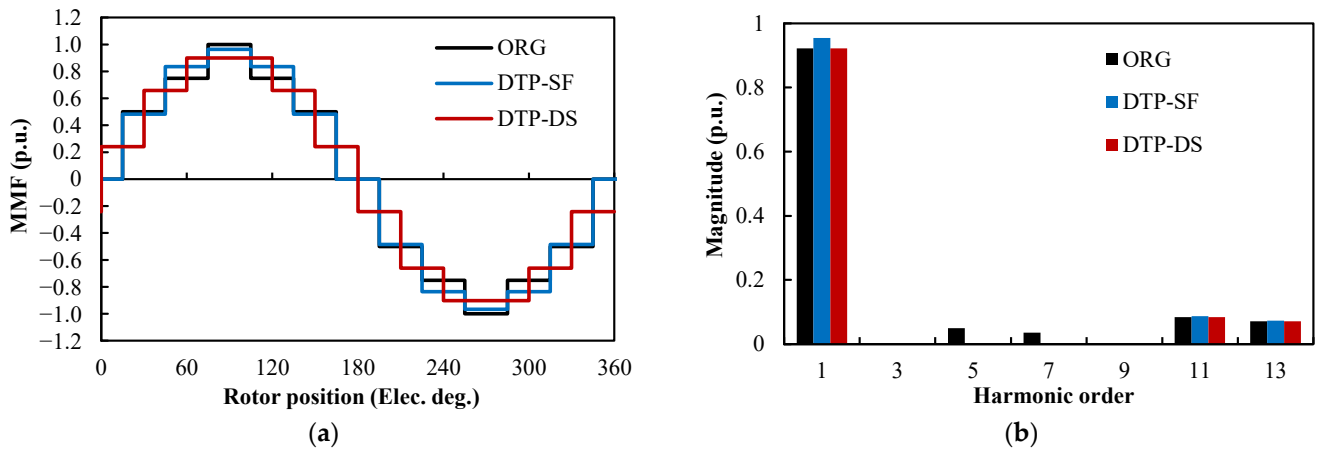 1.2
1.0
0.8
0.6
0.4
0.2
0
−0.2
−0.4
−0.6
−0.8
−1.0
−1.2
MMF (p.u.)
ORG
DTP-SF
DTP-DS
0 60 120 180 240 300 360
Rotor position (Elec. deg.)
(a)
1
0.8
0.6
0.4
0.2
0
Magnitude (p.u.)
ORG
DTP-SF
DTP-DS
1 3 5 7 9 11 13
Harmonic order
(b)